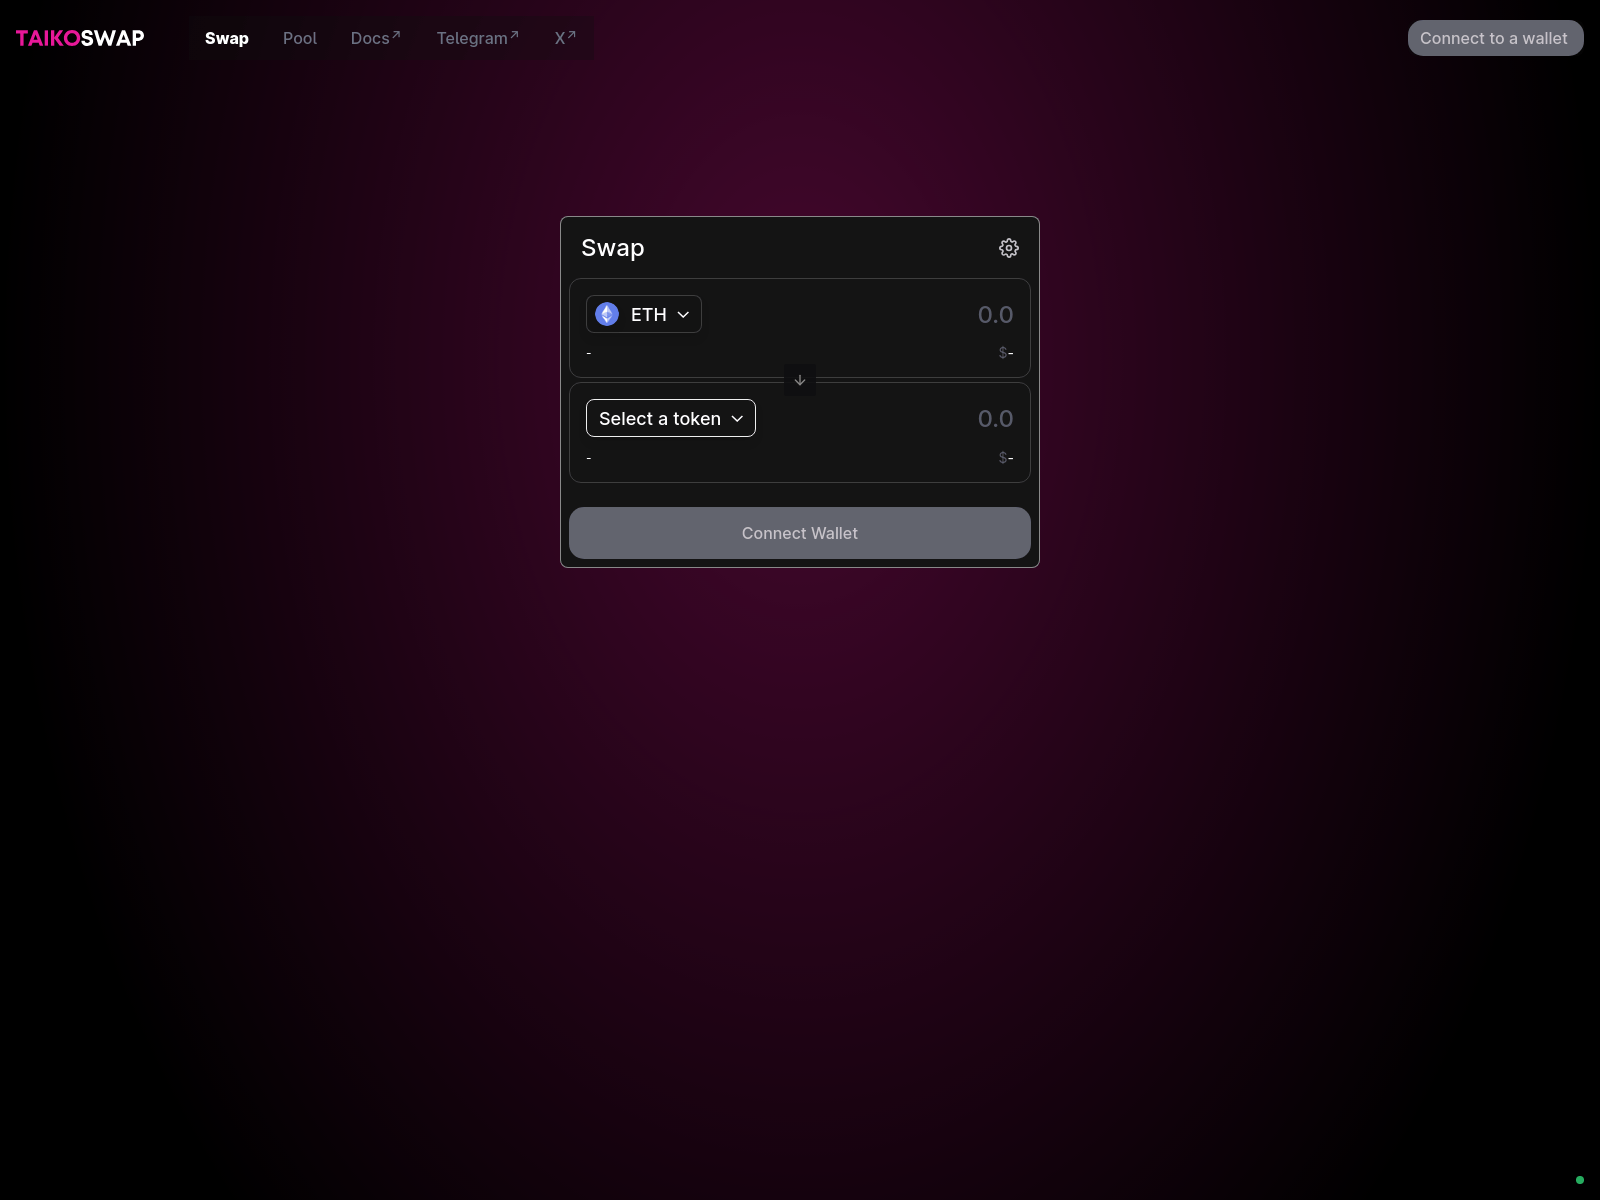 TAIKOSWAP
Swap Pool Docs↗ Telegram↗ X↗
Connect to a wallet
Swap
ETH 0.0
- $-
Select a token 0.0
- $-
Connect Wallet